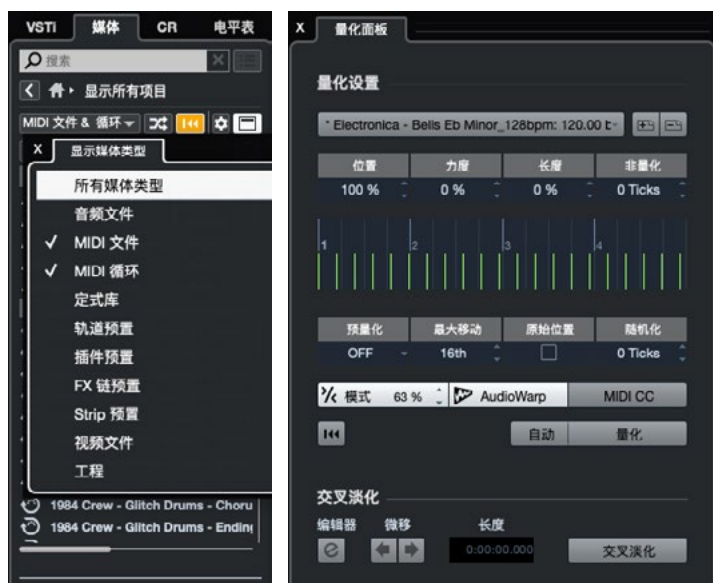 VSTi 媒体 CR 电平表
搜索
显示所有项目
MIDI 文件 & 循环
X 显示媒体类型
所有媒体类型
音频文件
✓ MIDI 文件
✓ MIDI 循环
定式库
轨道预置
插件预置
FX 链预置
Strip 预置
视频文件
工程
1984 Crew - Glitch Drums - Choru
1984 Crew - Glitch Drums - Ending
X 量化面板
量化设置
* Electronica - Bells Eb Minor_128bpm: 120.00 b
位置 力度 长度 非量化
100 % 0 % 0 % 0 Ticks
1 2 3 4
预量化 最大移动 原始位置 随机化
OFF 16th 0 Ticks
模式 63 % AudioWarp MIDI CC
自动 量化
交叉淡化
编辑器 微移 长度
e 0:00:00.000 交叉淡化